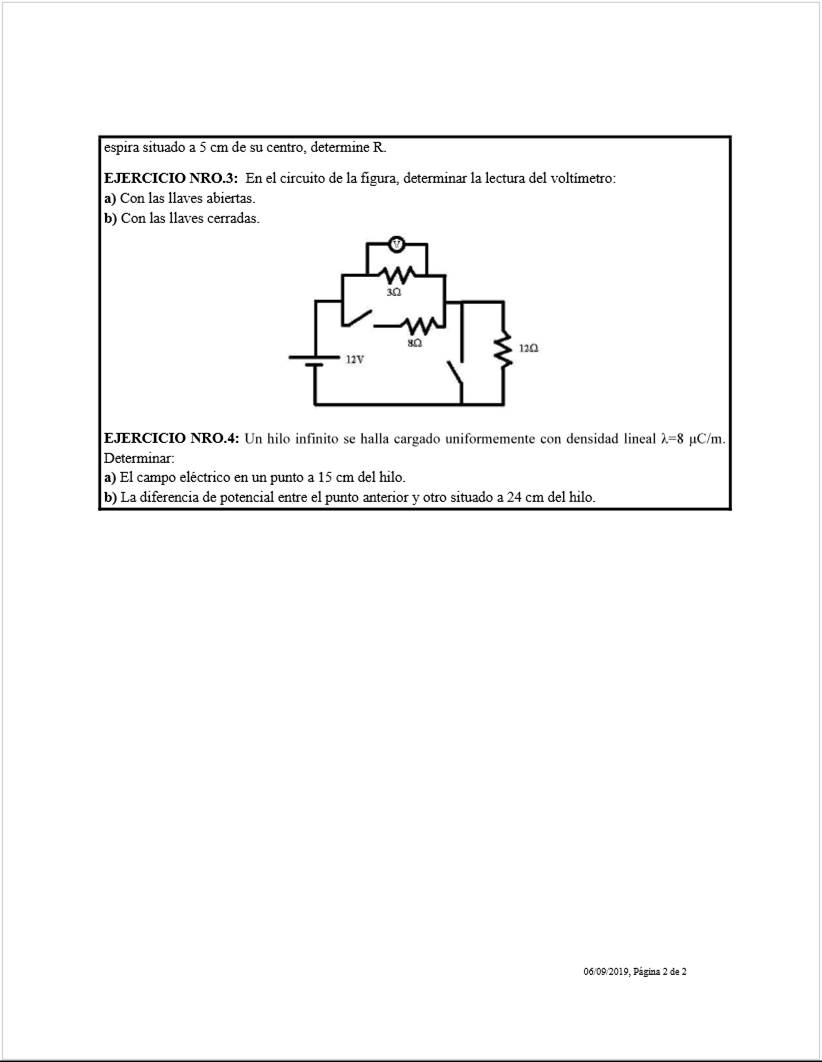 espira situado a 5 cm de su centro, determine R.
EJERCICIO NRO.3: En el circuito de la figura, determinar la lectura del voltímetro:
a) Con las llaves abiertas.
b) Con las llaves cerradas.
V
3Ω
8Ω
12Ω
12V
EJERCICIO NRO.4: Un hilo infinito se halla cargado uniformemente con densidad lineal λ=8 μC/m.
Determinar:
a) El campo eléctrico en un punto a 15 cm del hilo.
b) La diferencia de potencial entre el punto anterior y otro situado a 24 cm del hilo.
06/09/2019, Página 2 de 2